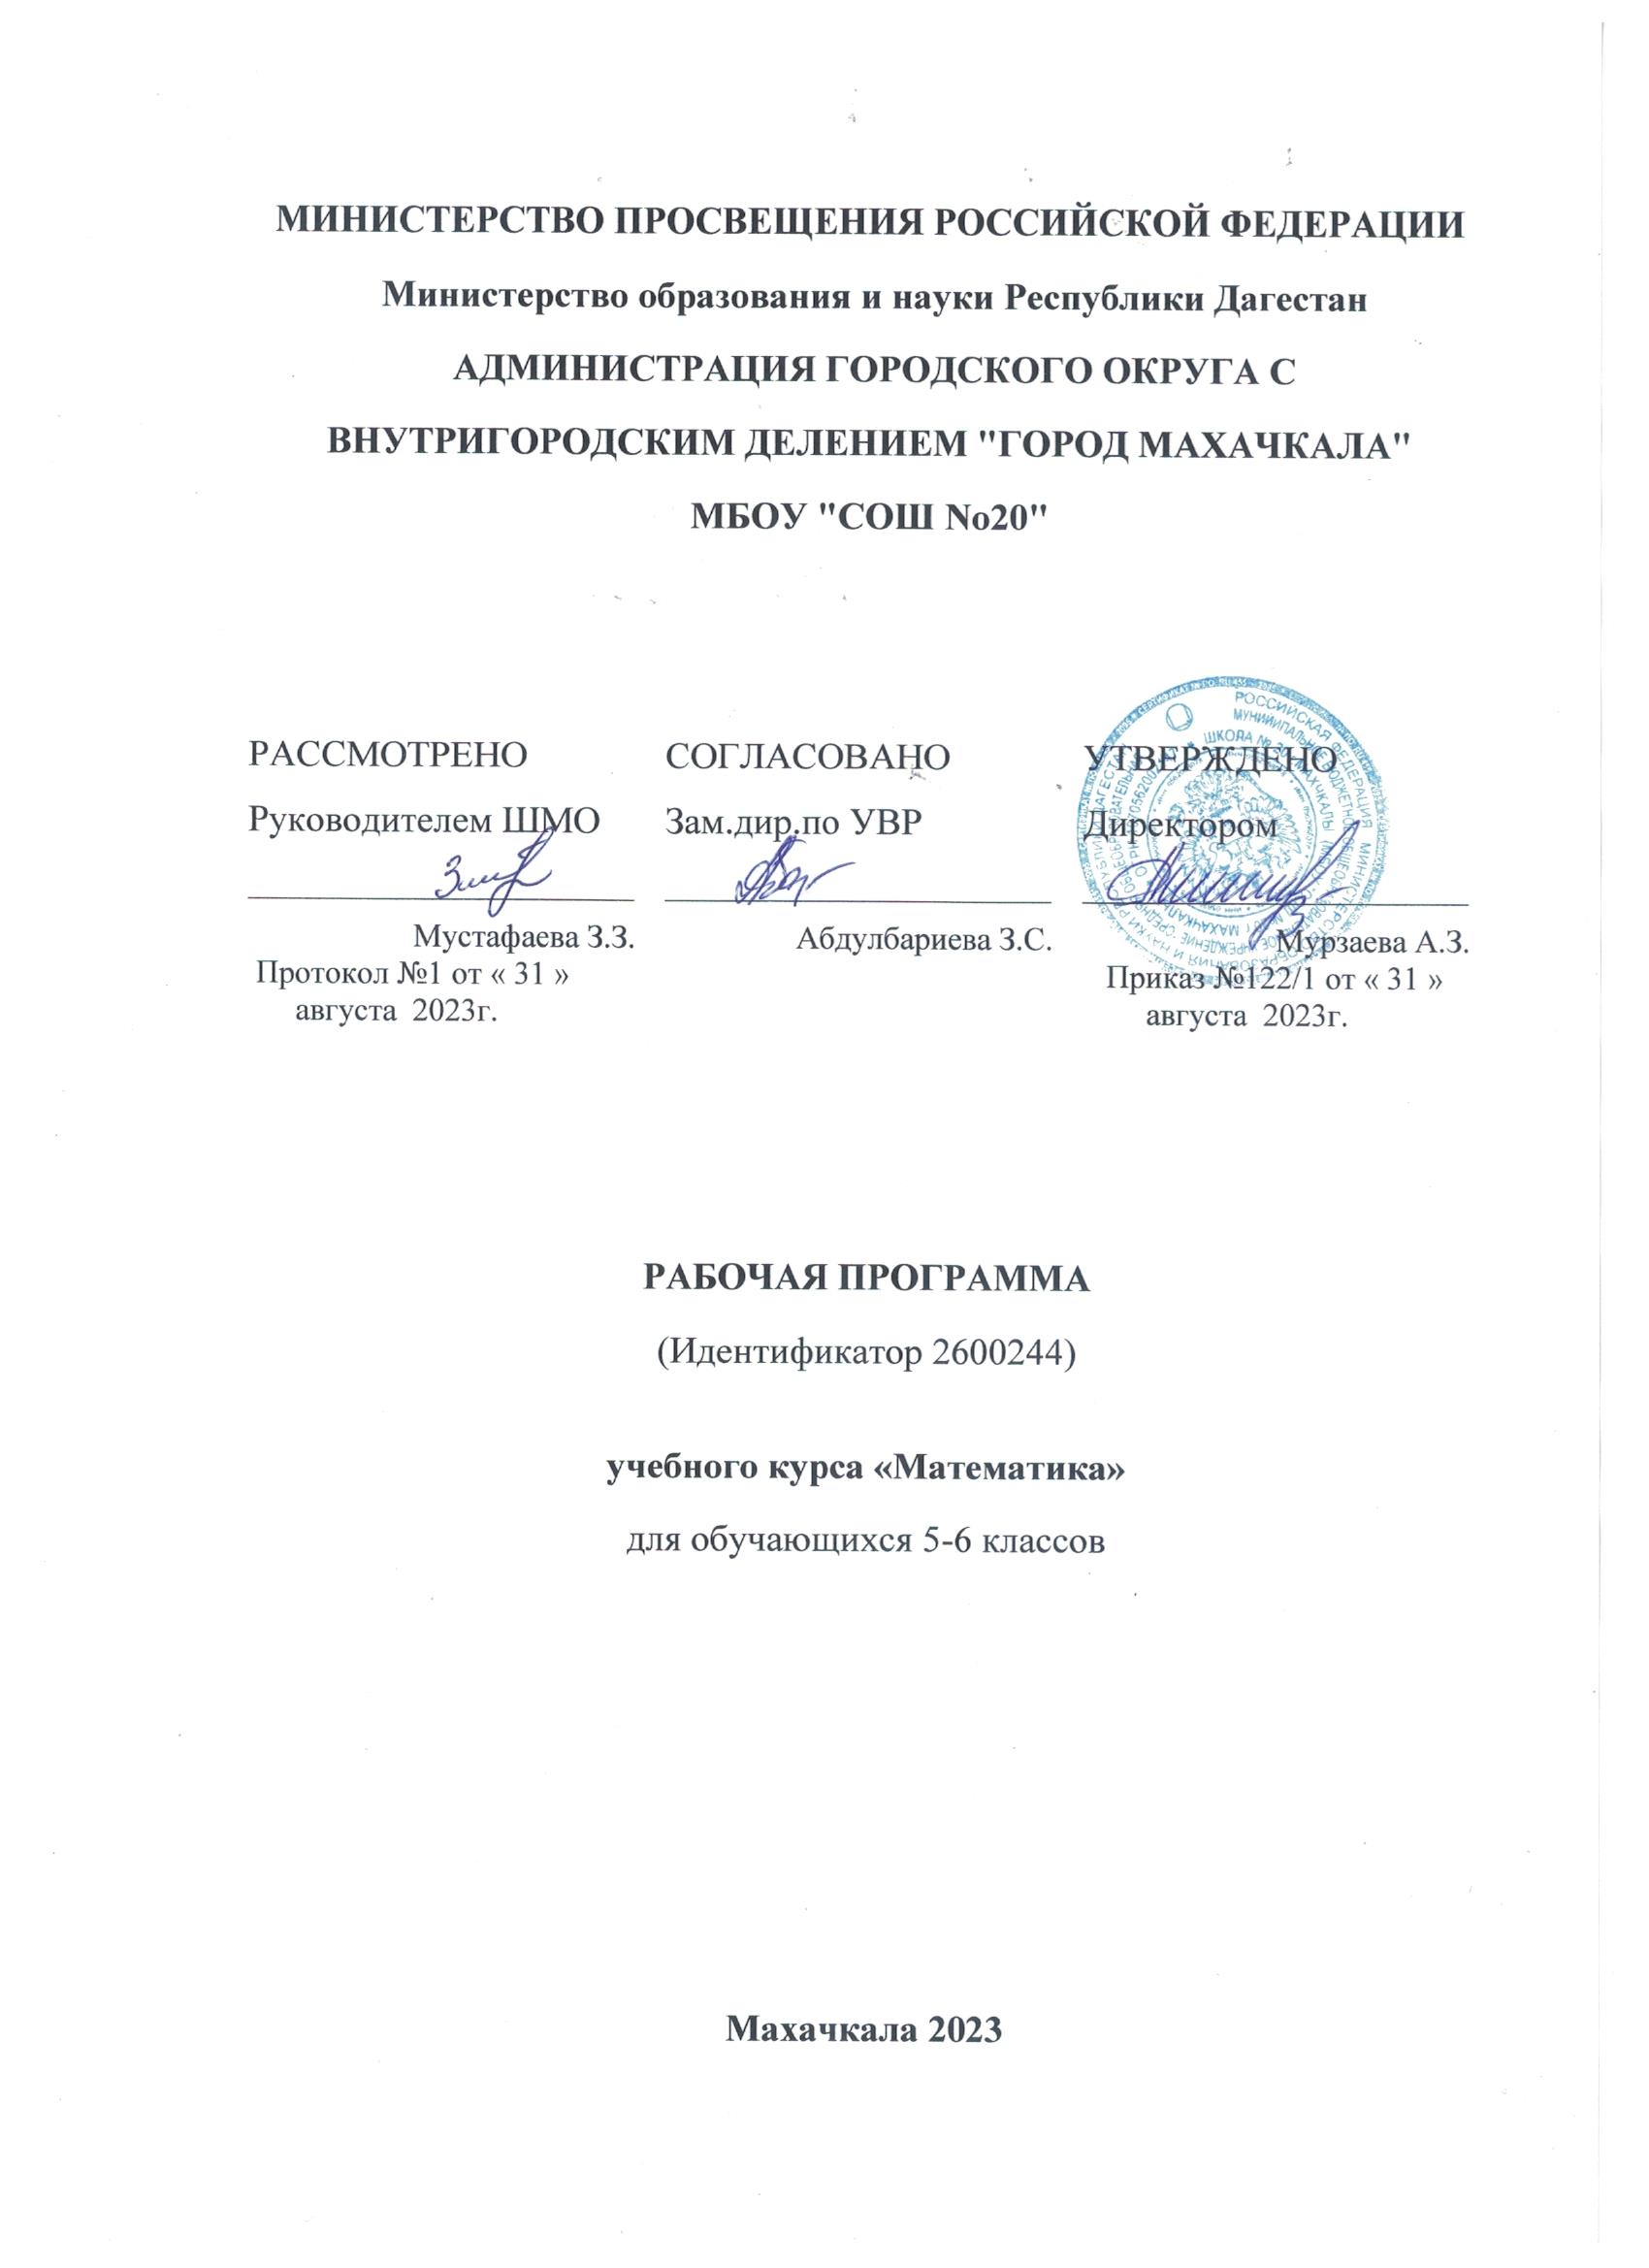 МИНИСТЕРСТВО ПРОСВЕЩЕНИЯ РОССИЙСКОЙ ФЕДЕРАЦИИ
Министерство образования и науки Республики Дагестан
АДМИНИСТРАЦИЯ ГОРОДСКОГО ОКРУГА С
ВНУТРИГОРОДСКИМ ДЕЛЕНИЕМ "ГОРОД МАХАЧКАЛА"
МБОУ "СОШ No20"
РАССМОТРЕНО
Руководителем ШМО
Мустафаева З.З.
Протокол №1 от « 31 »
августа 2023г.
СОГЛАСОВАНО
Зам.дир.по УВР
Абдулбариева З.С.
УТВЕРЖДЕНО
Директором
Мурзаева А.З.
Приказ №122/1 от « 31 »
августа 2023г.
РОССИЙСКАЯ ФЕДЕРАЦИЯ
РАБОЧАЯ ПРОГРАММА
(Идентификатор 2600244)
учебного курса «Математика»
для обучающихся 5-6 классов
Махачкала 2023